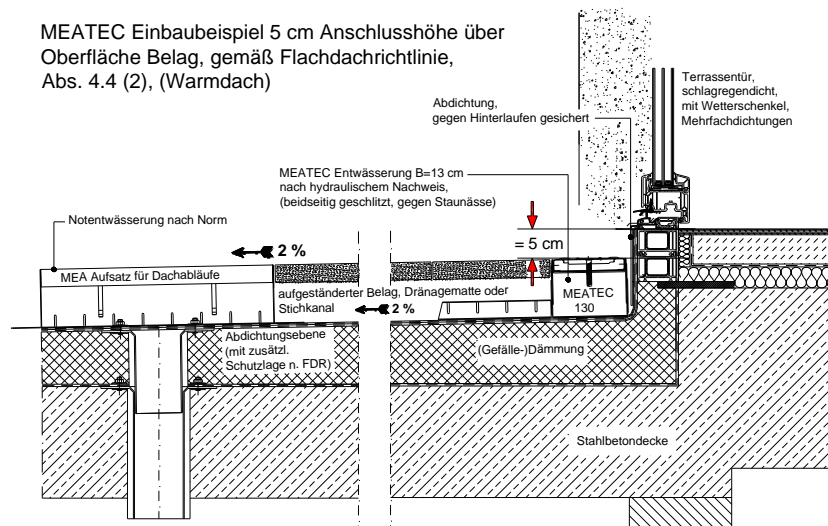 MEATEC Einbaubeispiel 5 cm Anschlusshöhe über
Oberfläche Belag, gemäß Flachdachrichtlinie,
Abs. 4.4 (2), (Warmdach)
Terrassentür,
schlagregendicht,
mit Wetterschenkel,
Mehrfachdichtungen
Abdichtung,
gegen Hinterlaufen gesichert
MEATEC Entwässerung B=13 cm
nach hydraulischem Nachweis,
(beidseitig geschlitzt, gegen Staunässe)
Notentwässerung nach Norm
2 %
= 5 cm
MEA Aufsatz für Dachabläufe
aufgeständerter Belag, Dränagematte oder
Stichkanal
2 %
MEATEC
130
Abdichtungsebene
(mit zusätzl.
Schutzlage n. FDR)
(Gefälle-)Dämmung
Stahlbetondecke